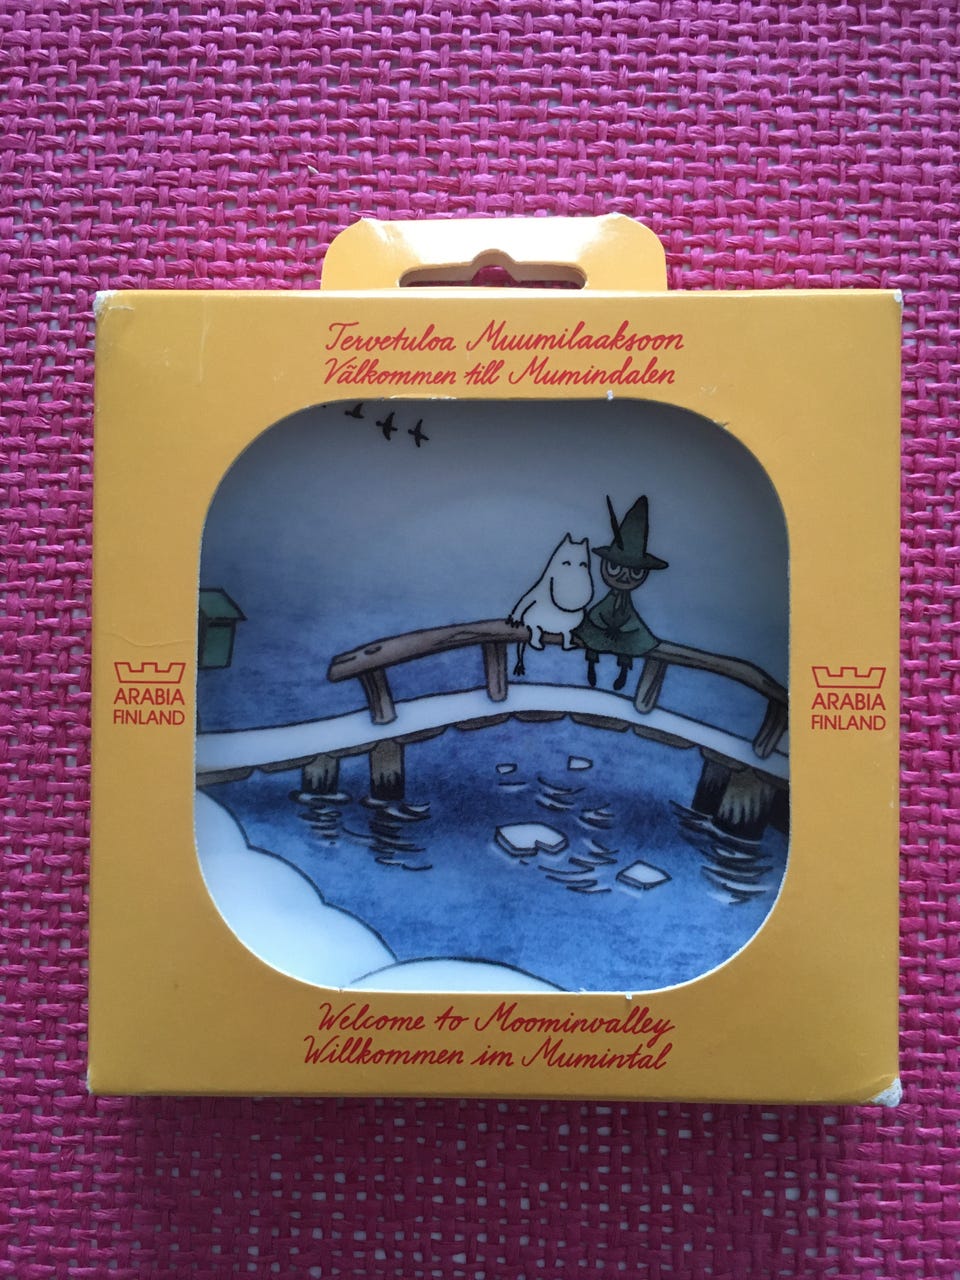 Tervetuloa Muumilaaksoon
Välkommen till Mumindalen
ARABIA
FINLAND
ARABIA
FINLAND
Welcome to Moominvalley
Willkommen im Mumintal